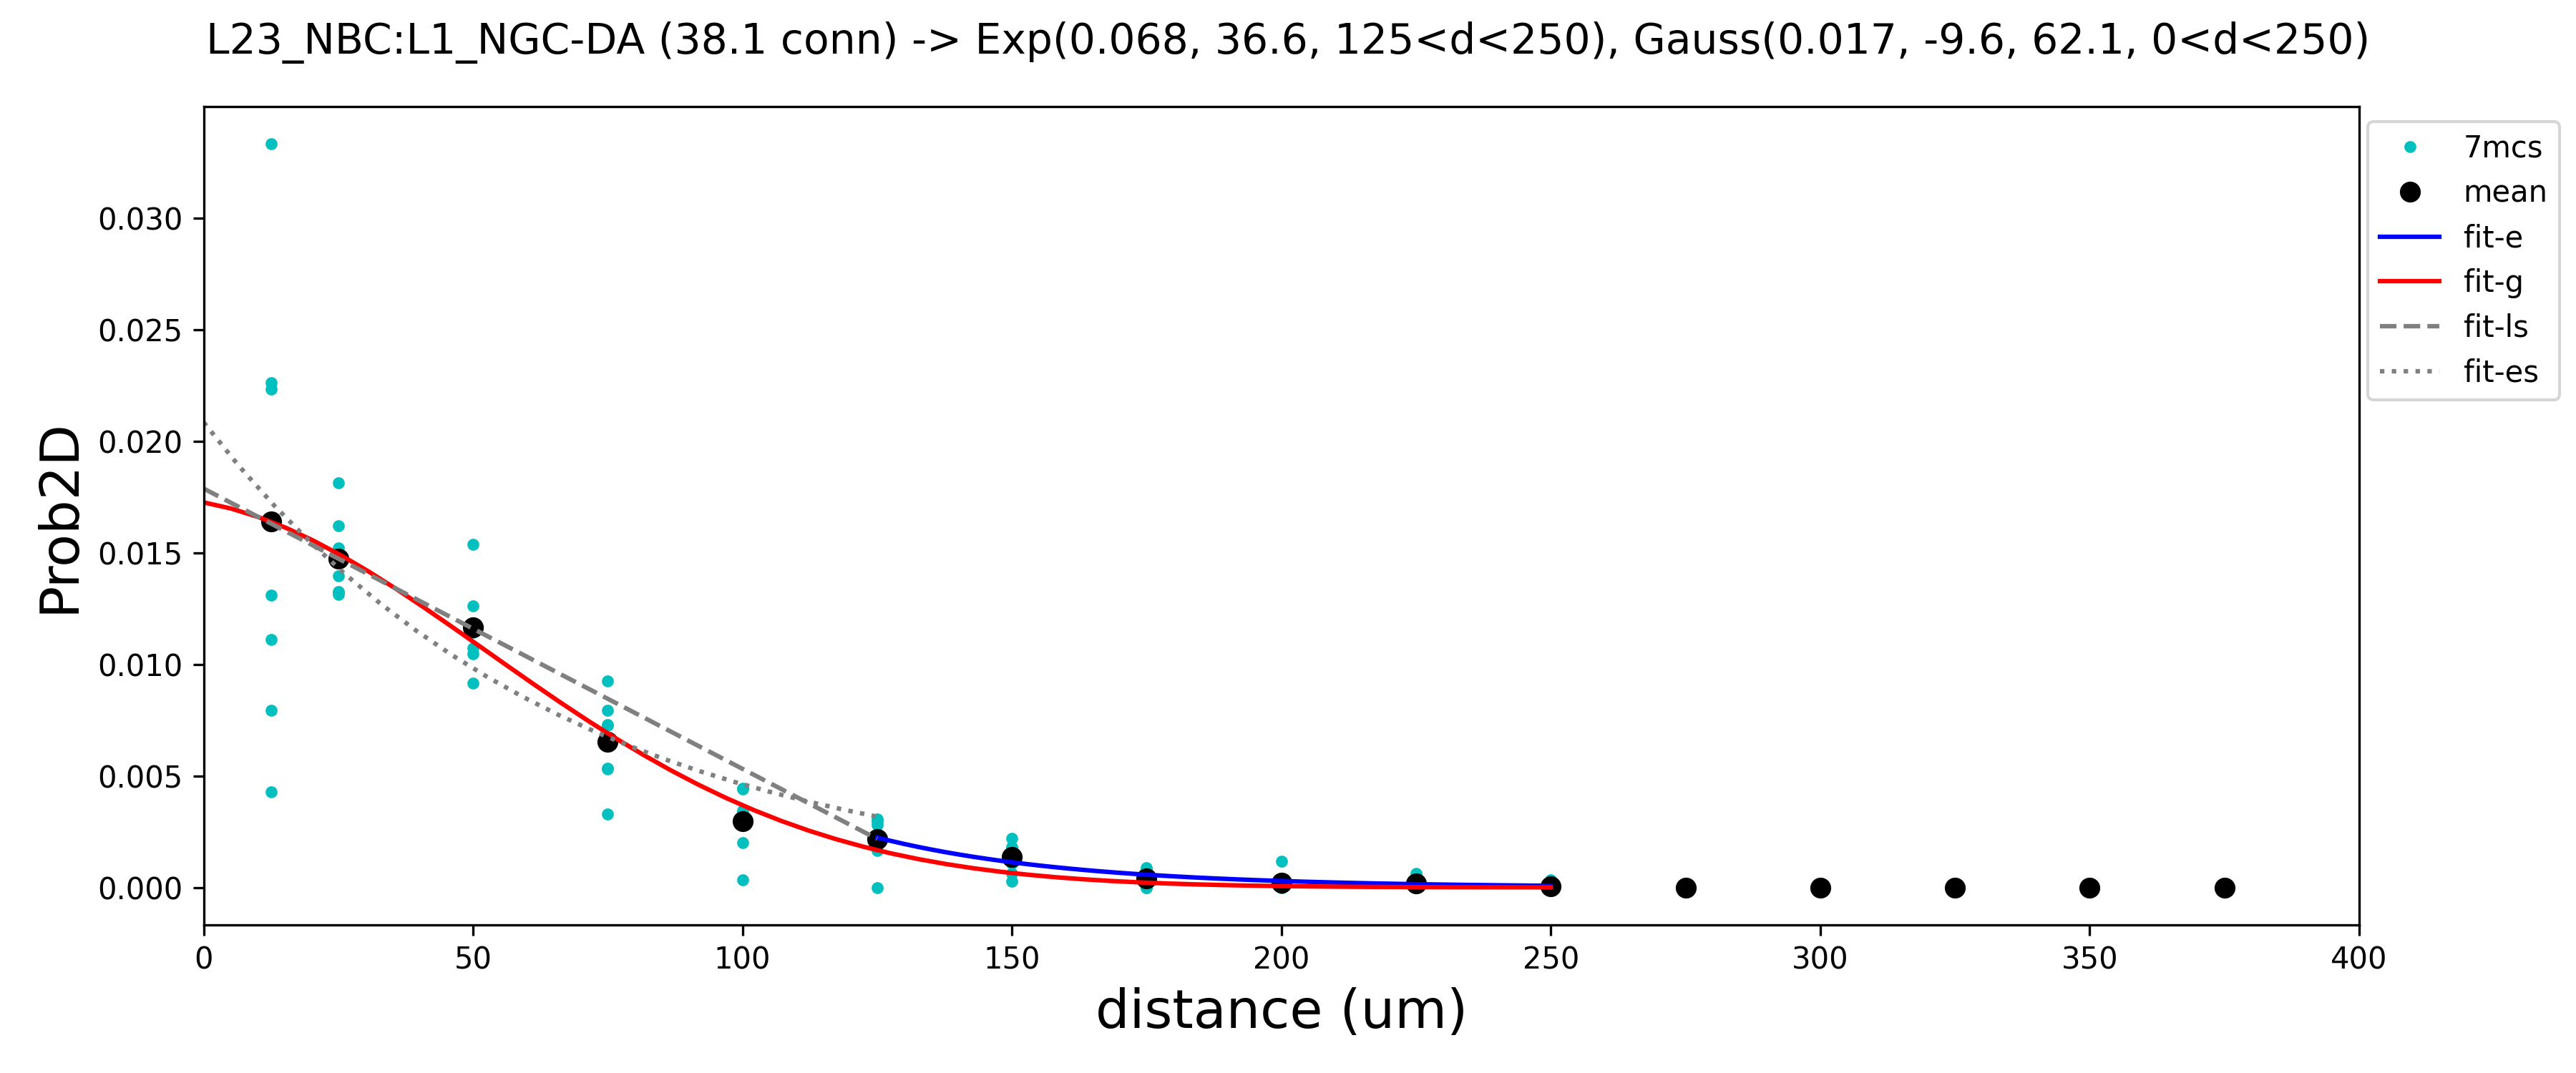 L23_NBC:L1_NGC-DA (38.1 conn) -> Exp(0.068, 36.6, 125<d<250), Gauss(0.017, -9.6, 62.1, 0<d<250)
7mcs
mean
fit-e
fit-g
fit-ls
fit-es
Prob2D
0.030
0.025
0.020
0.015
0.010
0.005
0.000
0 50 100 150 200 250 300 350 400
distance (um)